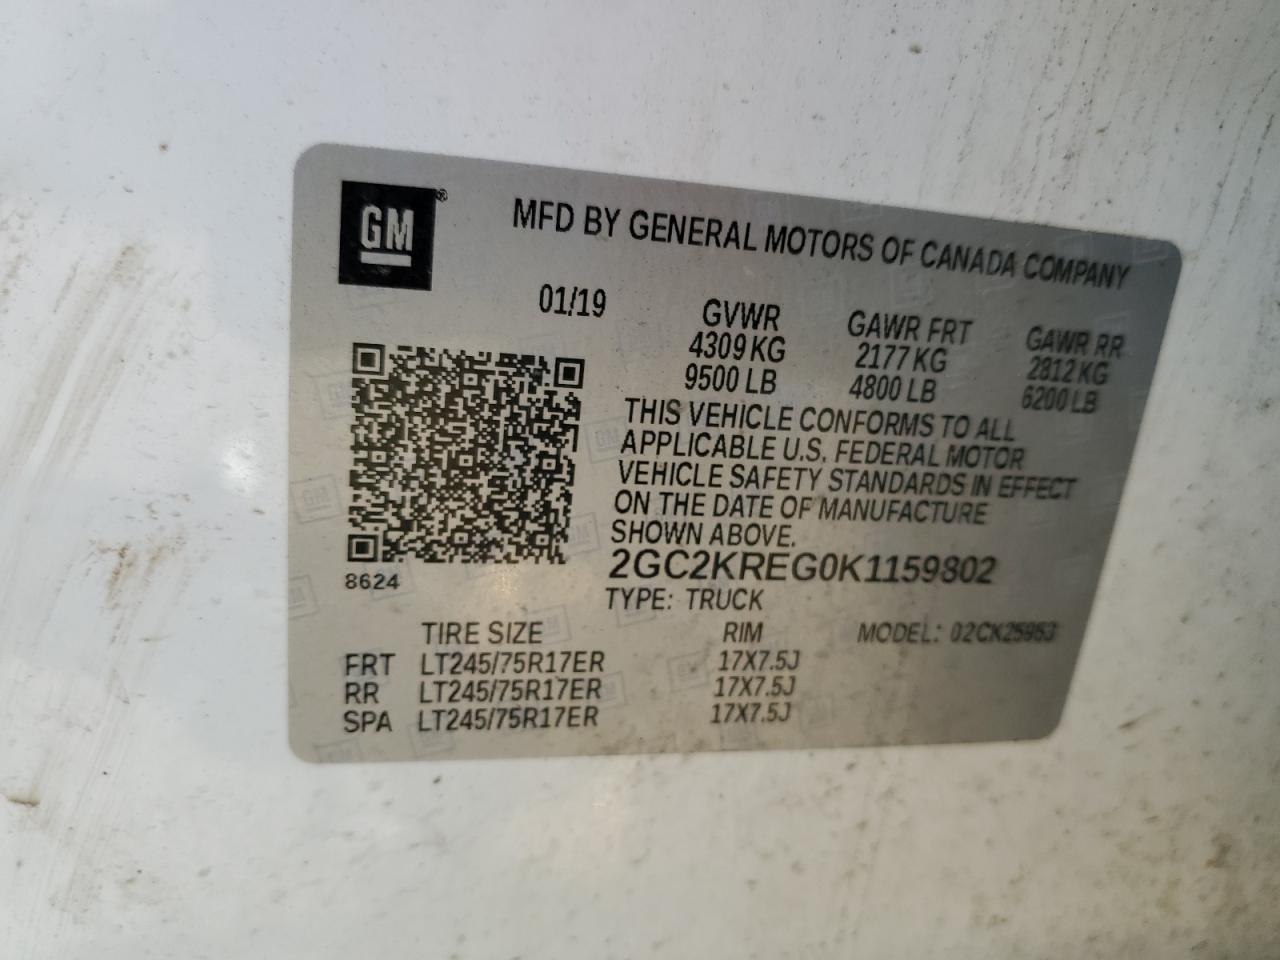 GM®
MFD BY GENERAL MOTORS OF CANADA COMPANY
01/19 GVWR GAWR FRT GAWR RR
4309 KG 2177 KG 2812 KG
9500 LB 4800 LB 6200 LB
THIS VEHICLE CONFORMS TO ALL
APPLICABLE U.S. FEDERAL MOTOR
VEHICLE SAFETY STANDARDS IN EFFECT
ON THE DATE OF MANUFACTURE
SHOWN ABOVE.
2GC2KREG0K1159802
8624
TYPE: TRUCK
TIRE SIZE RIM MODEL: 02CK25953
FRT LT245/75R17ER 17X7.5J
RR LT245/75R17ER 17X7.5J
SPA LT245/75R17ER 17X7.5J